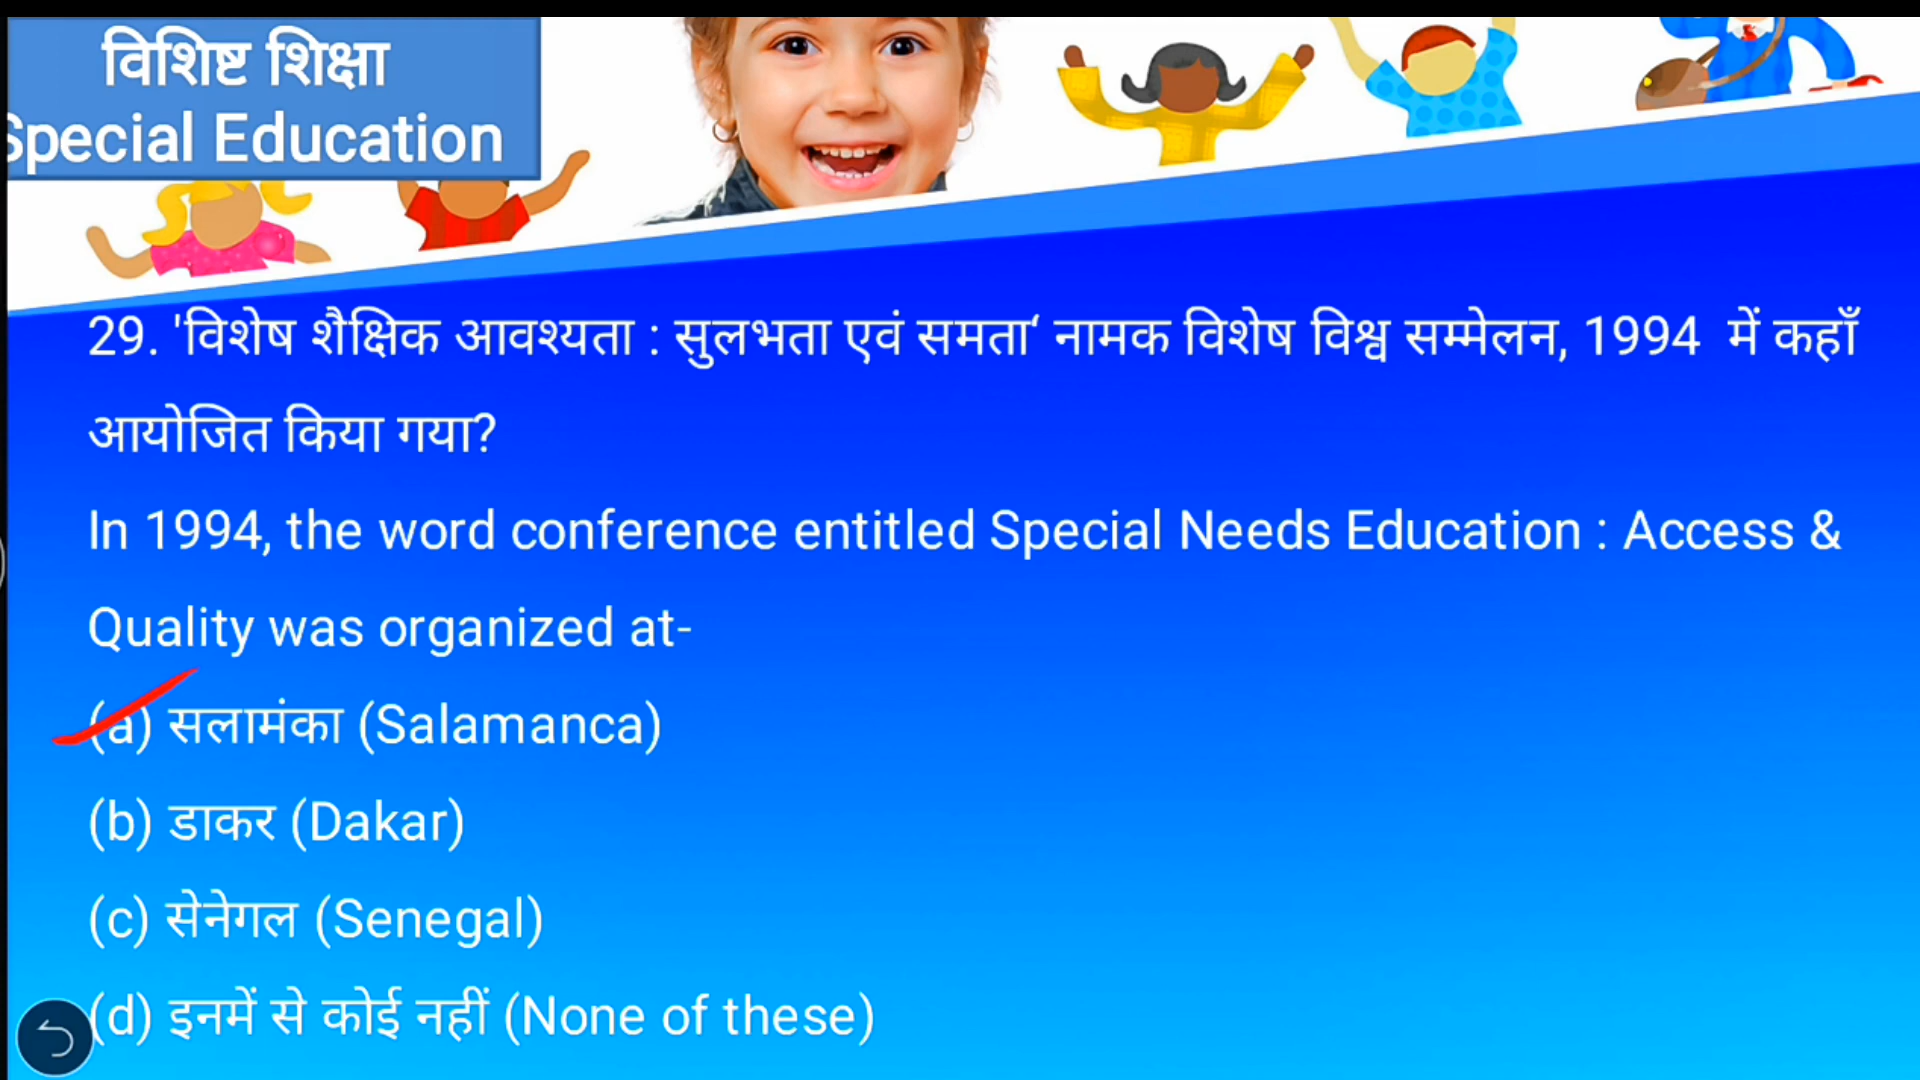 विशिष्ट शिक्षा
Special Education
29. 'विशेष शैक्षिक आवश्यता : सुलभता एवं समता‘ नामक विशेष विश्व सम्मेलन, 1994 में कहाँ
आयोजित किया गया?
In 1994, the word conference entitled Special Needs Education : Access &
Quality was organized at-
(a) सलामंका (Salamanca)
(b) डाकर (Dakar)
(c) सेनेगल (Senegal)
(d) इनमें से कोई नहीं (None of these)